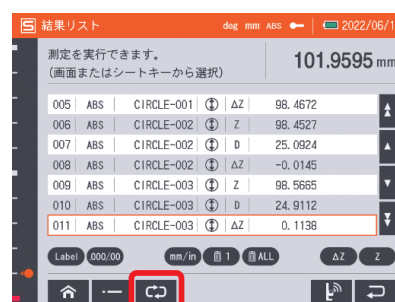 S 結果リスト deg mm ABS 2022/06/1
測定を実行できます。
(画面またはシートキーから選択)
101.9595 mm
005 ABS CIRCLE-001 ΔZ 98.4672
006 ABS CIRCLE-002 Z 98.4527
007 ABS CIRCLE-002 D 25.0924
008 ABS CIRCLE-002 ΔZ -0.0145
009 ABS CIRCLE-003 Z 98.5665
010 ABS CIRCLE-003 D 24.9112
011 ABS CIRCLE-003 ΔZ 0.1138
Label .000/.00 mm/in 1 ALL ΔZ Z